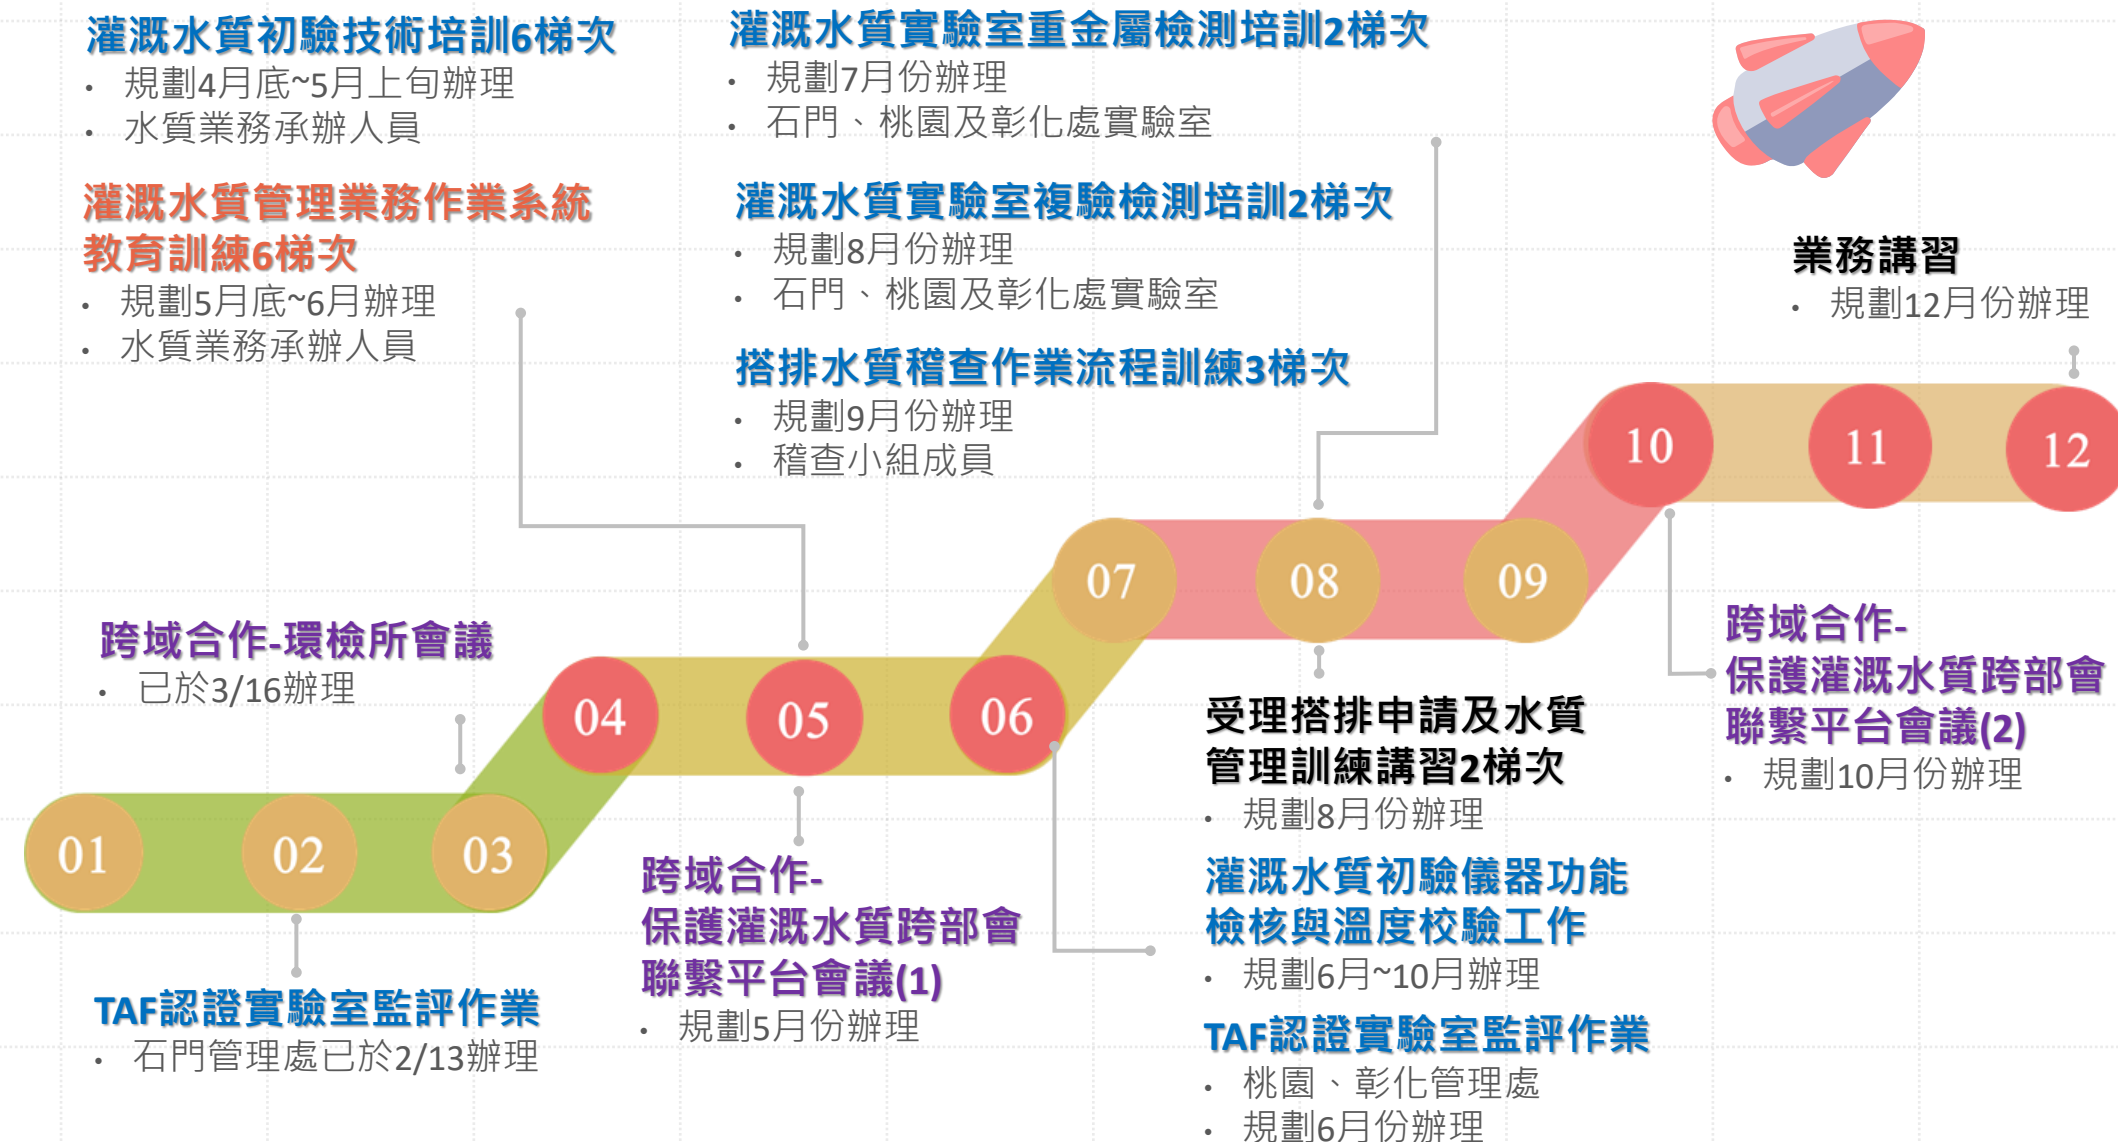 灌溉水質初驗技術培訓6梯次
• 規劃4月底~5月上旬辦理
• 水質業務承辦人員
灌溉水質管理業務作業系統
教育訓練6梯次
• 規劃5月底~6月辦理
• 水質業務承辦人員
灌溉水質實驗室重金屬檢測培訓2梯次
• 規劃7月份辦理
• 石門、桃園及彰化處實驗室
灌溉水質實驗室複驗檢測培訓2梯次
• 規劃8月份辦理
• 石門、桃園及彰化處實驗室
搭排水質稽查作業流程訓練3梯次
• 規劃9月份辦理
• 稽查小組成員
業務講習
• 規劃12月份辦理
跨域合作-環檢所會議
• 已於3/16辦理
01
02
03
04
05
06
07
08
09
10
11
12
TAF認證實驗室監評作業
• 石門管理處已於2/13辦理
跨域合作-
保護灌溉水質跨部會
聯繫平台會議(1)
• 規劃5月份辦理
受理搭排申請及水質
管理訓練講習2梯次
• 規劃8月份辦理
灌溉水質初驗儀器功能
檢核與溫度校驗工作
• 規劃6月~10月辦理
TAF認證實驗室監評作業
• 桃園、彰化管理處
• 規劃6月份辦理
跨域合作-
保護灌溉水質跨部會
聯繫平台會議(2)
• 規劃10月份辦理